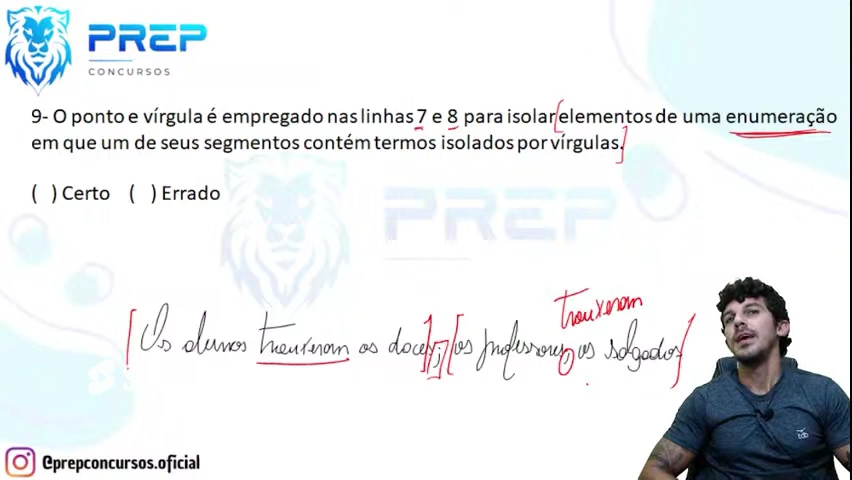 PREP
CONCURSOS
9- O ponto e vírgula é empregado nas linhas 7 e 8 para isolar elementos de uma enumeração
em que um de seus segmentos contém termos isolados por vírgulas.
( ) Certo ( ) Errado
PREP
trouxeram
Os alunos trouxeram os doces; os professores, os salgados
@prepconcursos.oficial